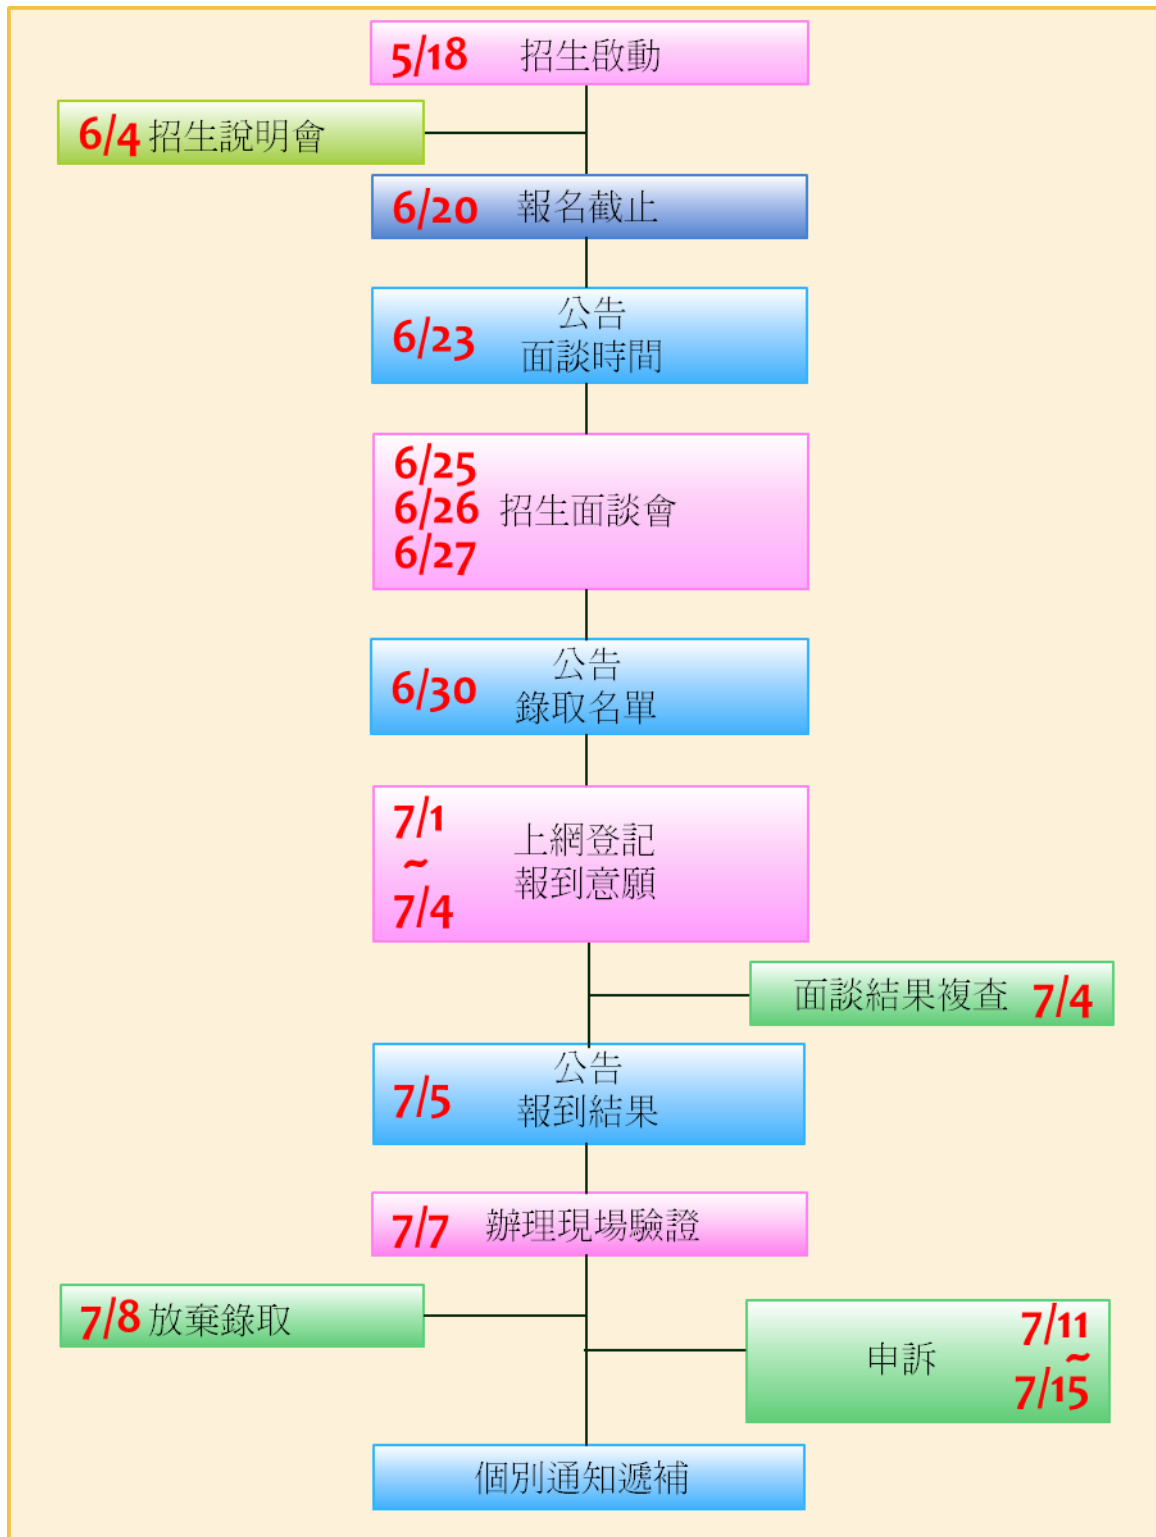 5/18 招生啟動
6/4 招生說明會
6/20 報名截止
公告
6/23 面談時間
6/25
6/26 招生面談會
6/27
公告
6/30 錄取名單
7/1 上網登記
~
7/4 報到意願
面談結果複查 7/4
公告
7/5 報到結果
7/7 辦理現場驗證
7/8 放棄錄取
7/11
申訴 ~
7/15
個別通知遞補